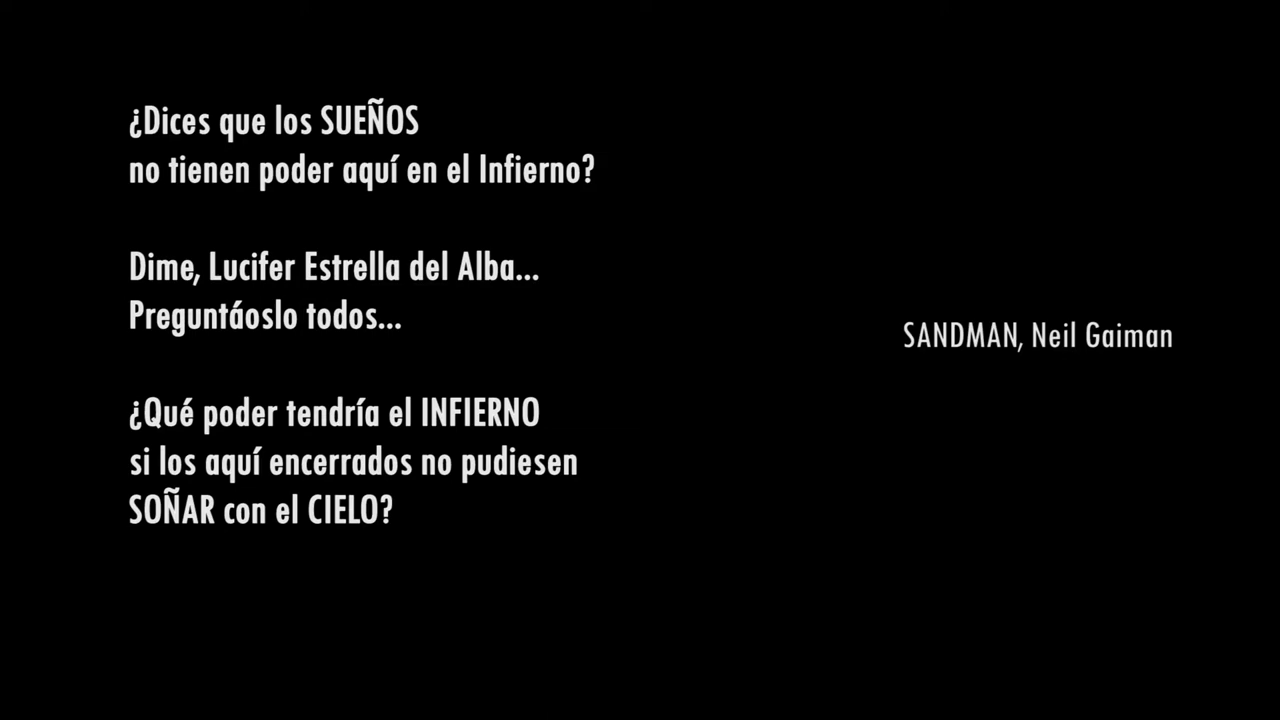 ¿Dices que los SUEÑOS
no tienen poder aquí en el Infierno?
Dime, Lucifer Estrella del Alba...
Preguntáoslo todos...
¿Qué poder tendría el INFIERNO
si los aquí encerrados no pudiesen
SOÑAR con el CIELO?
SANDMAN, Neil Gaiman